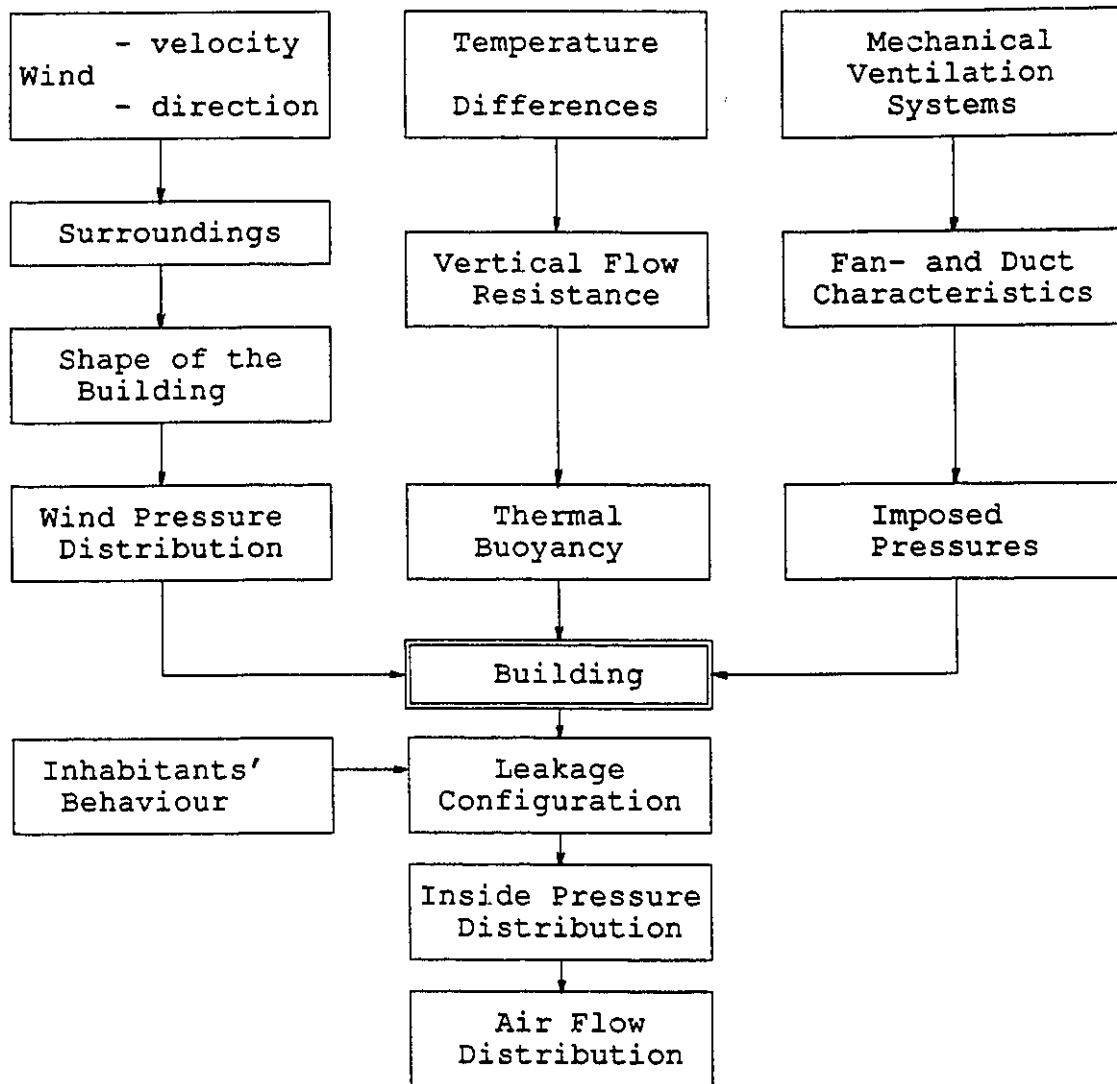 - velocity
Wind
- direction
Temperature
Differences
Mechanical
Ventilation
Systems
Surroundings
Vertical Flow
Resistance
Fan- and Duct
Characteristics
Shape of the
Building
Wind Pressure
Distribution
Thermal
Buoyancy
Imposed
Pressures
Building
Inhabitants'
Behaviour
Leakage
Configuration
Inside Pressure
Distribution
Air Flow
Distribution